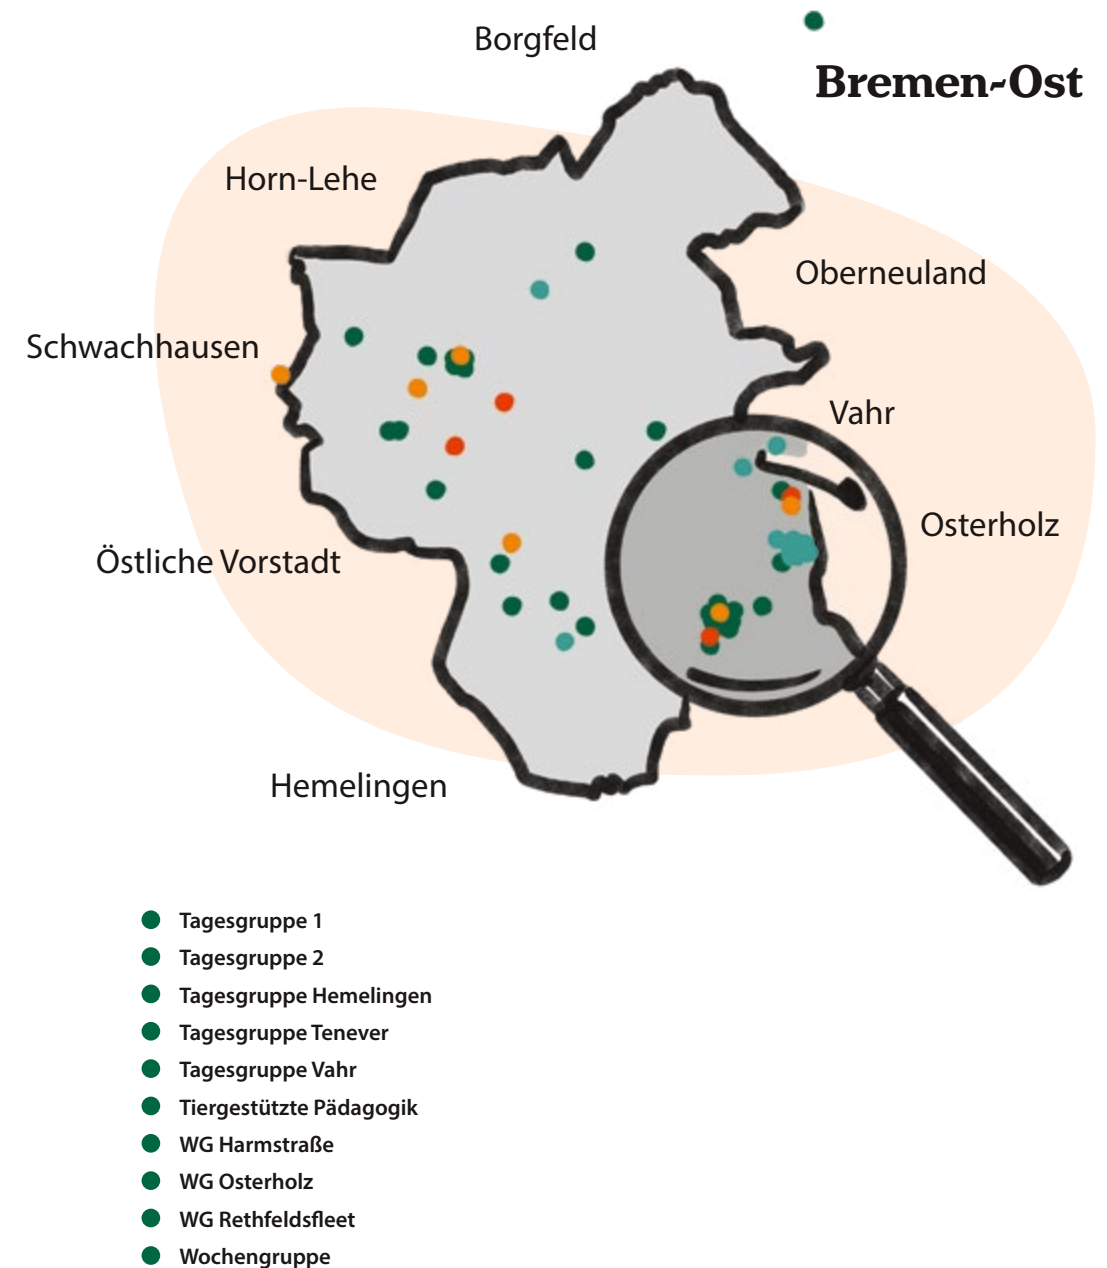 Borgfeld
Bremen-Ost
Horn-Lehe
Oberneuland
Schwachhausen
Vahr
Osterholz
Östliche Vorstadt
Hemelingen
Tagesgruppe 1
Tagesgruppe 2
Tagesgruppe Hemelingen
Tagesgruppe Tenever
Tagesgruppe Vahr
Tiergestützte Pädagogik
WG Harmstraße
WG Osterholz
WG Rethfeldsfleet
Wochengruppe